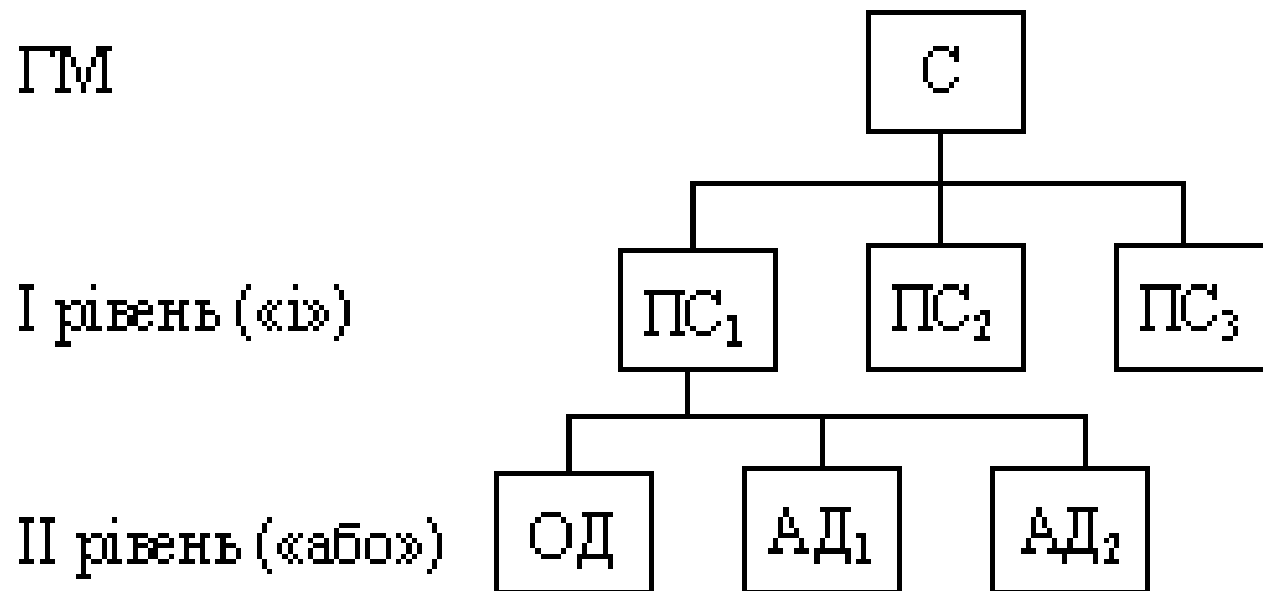 ГМ С
І рівень («і») ПС₁ ПС₂ ПС₃
ІІ рівень («або») ОД АД₁ АД₂